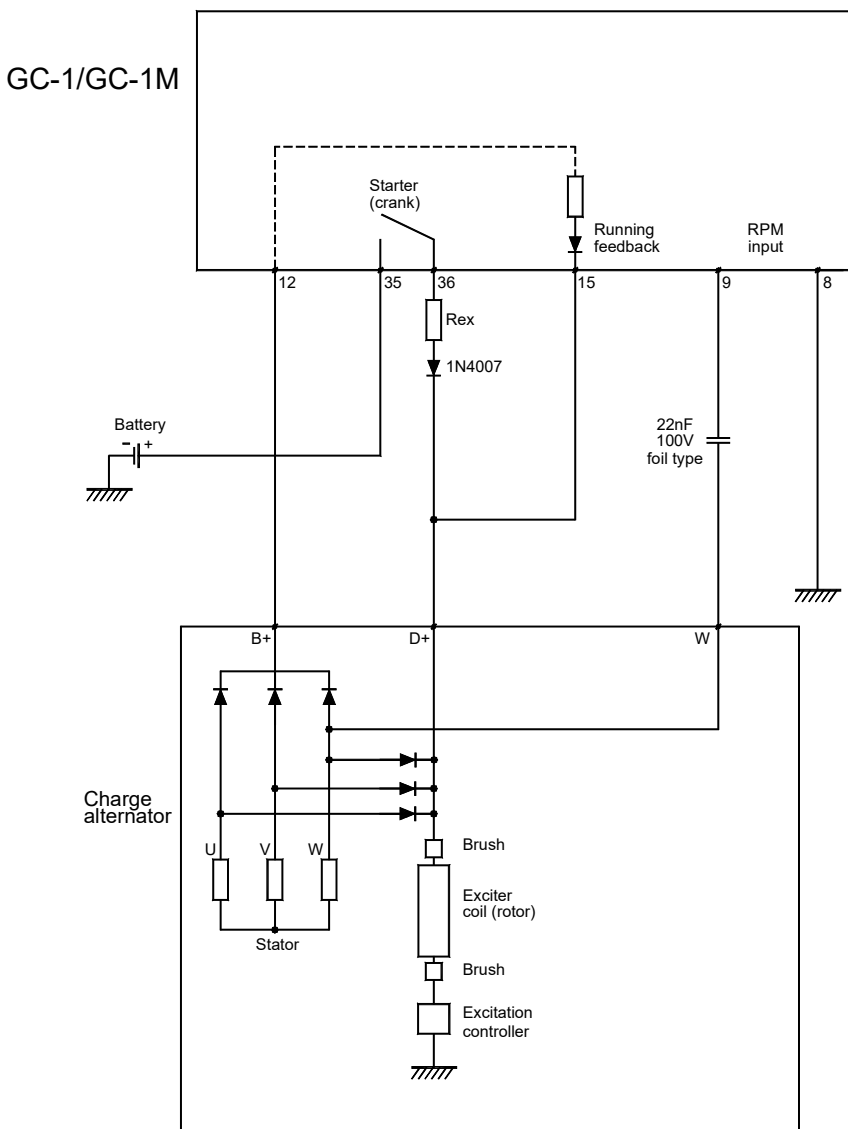 GC-1/GC-1M
Starter
(crank)
Running
feedback
RPM
input
12
35
36
15
9
8
Rex
1N4007
Battery
- +
22nF
100V
foil type
B+
D+
W
Charge
alternator
U
V
W
Stator
Brush
Exciter
coil (rotor)
Brush
Excitation
controller